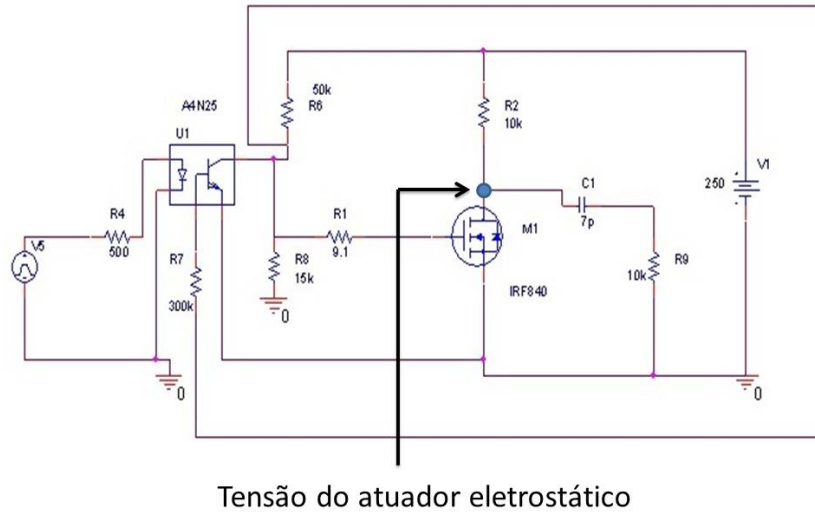 50k
R6
A4N25
U1
R2
10k
V1
250
C1
7p
R4
500
V5
R1
9.1
M1
R7
300k
R8
15k
0
IRF840
R9
10k
0
0
Tensão do atuador eletrostático